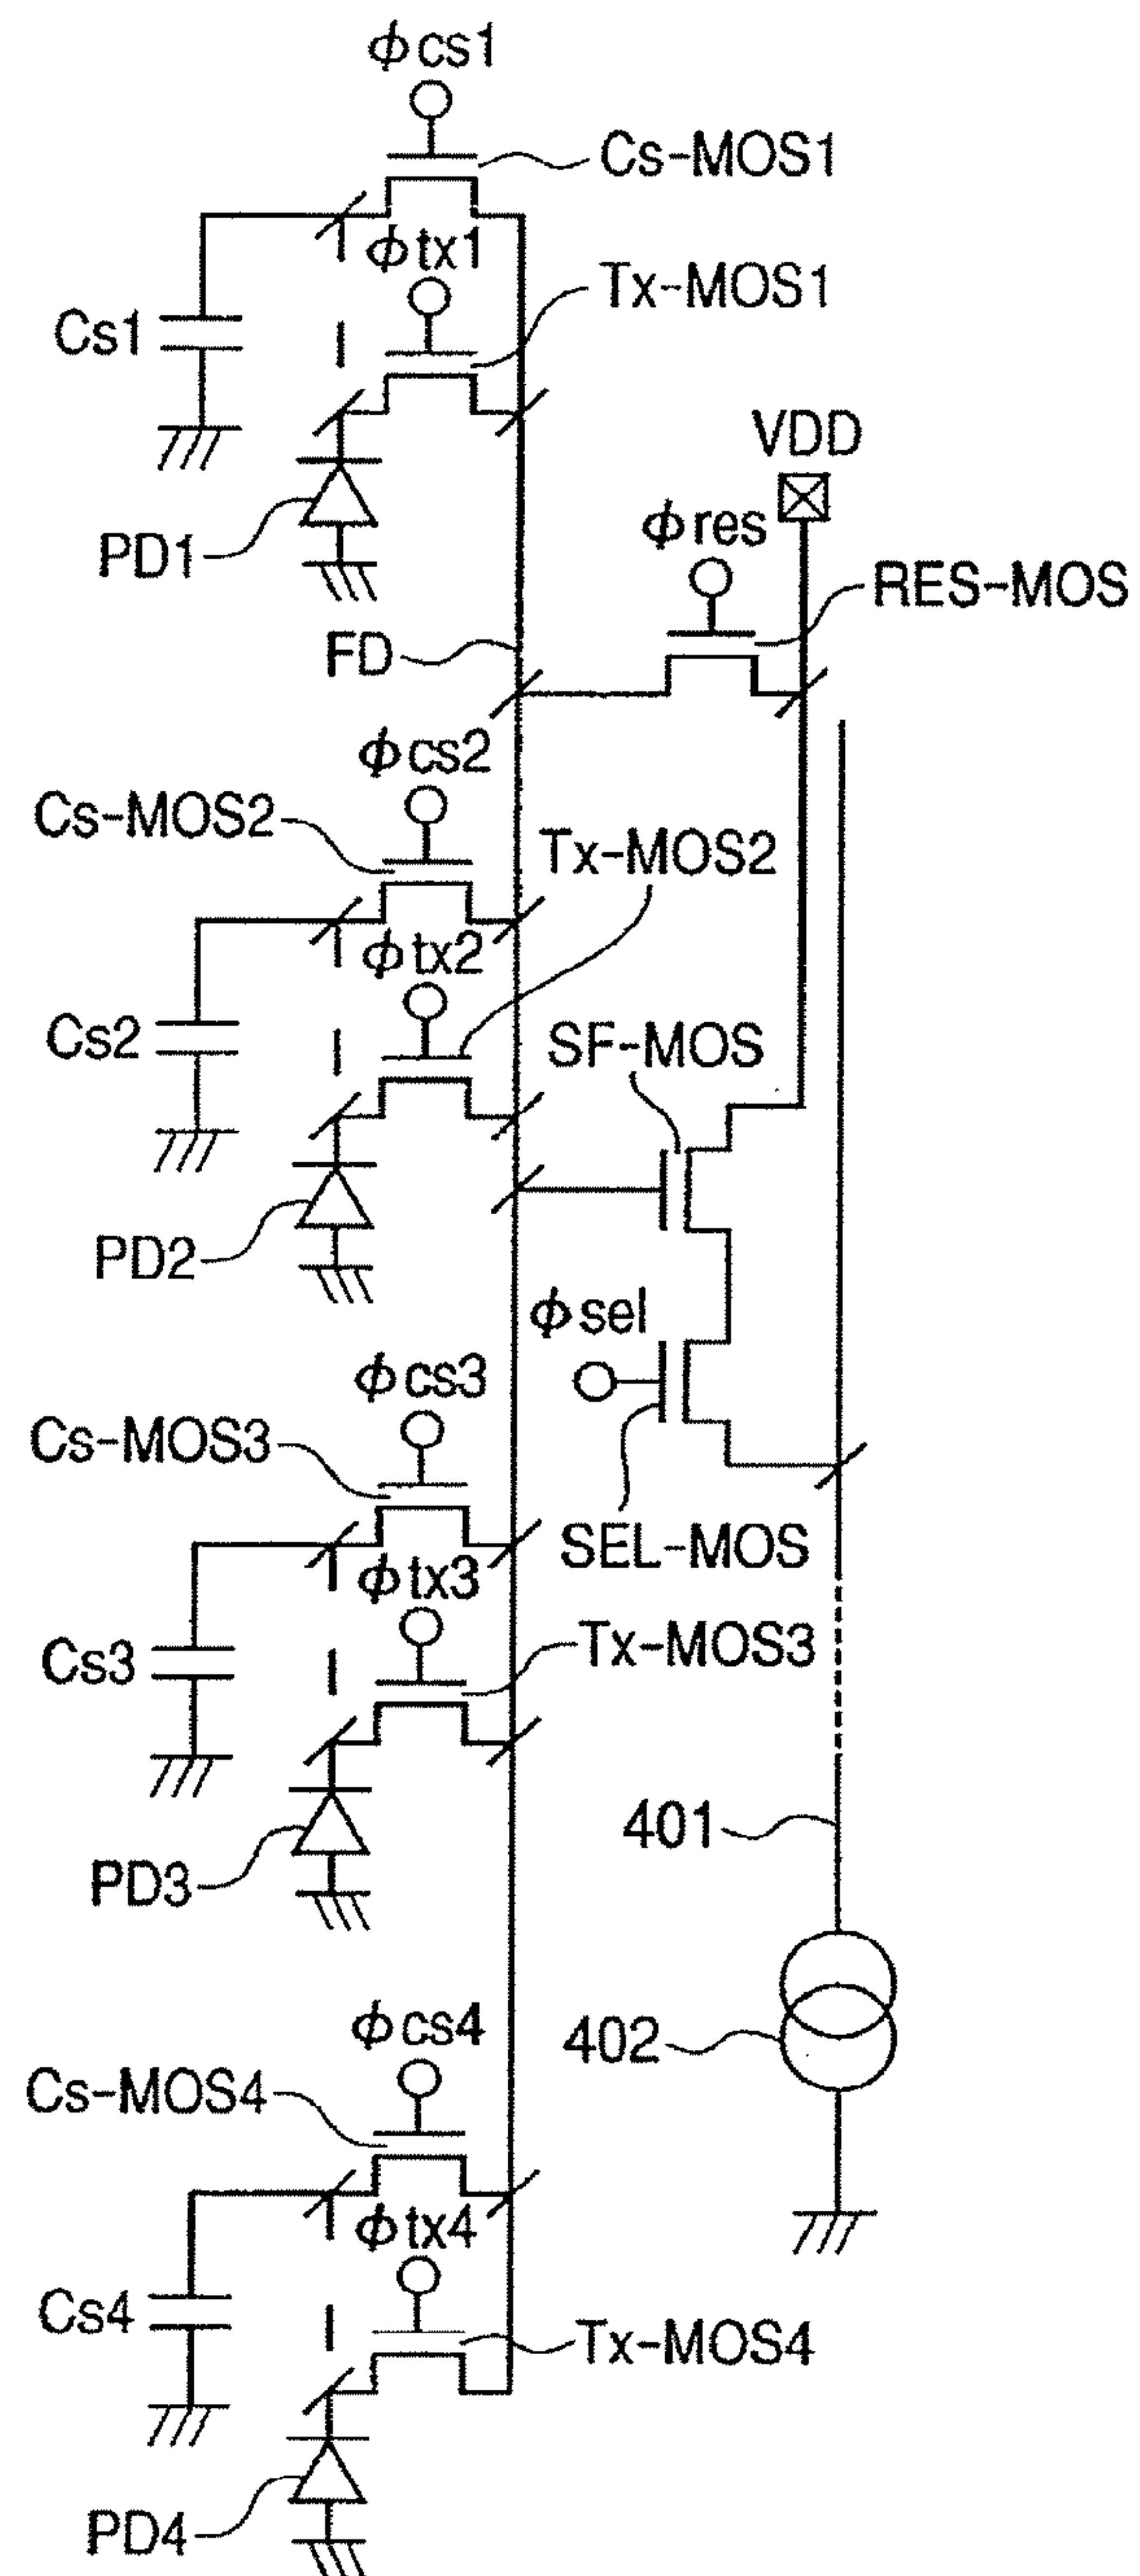 ϕcs1
Cs-MOS1
ϕtx1
Tx-MOS1
Cs1
VDD
ϕres
PD1
RES-MOS
FD
ϕcs2
Cs-MOS2
Tx-MOS2
ϕtx2
Cs2
SF-MOS
PD2
ϕsel
ϕcs3
Cs-MOS3
SEL-MOS
ϕtx3
Tx-MOS3
Cs3
401
PD3
ϕcs4
402
Cs-MOS4
ϕtx4
Cs4
Tx-MOS4
PD4